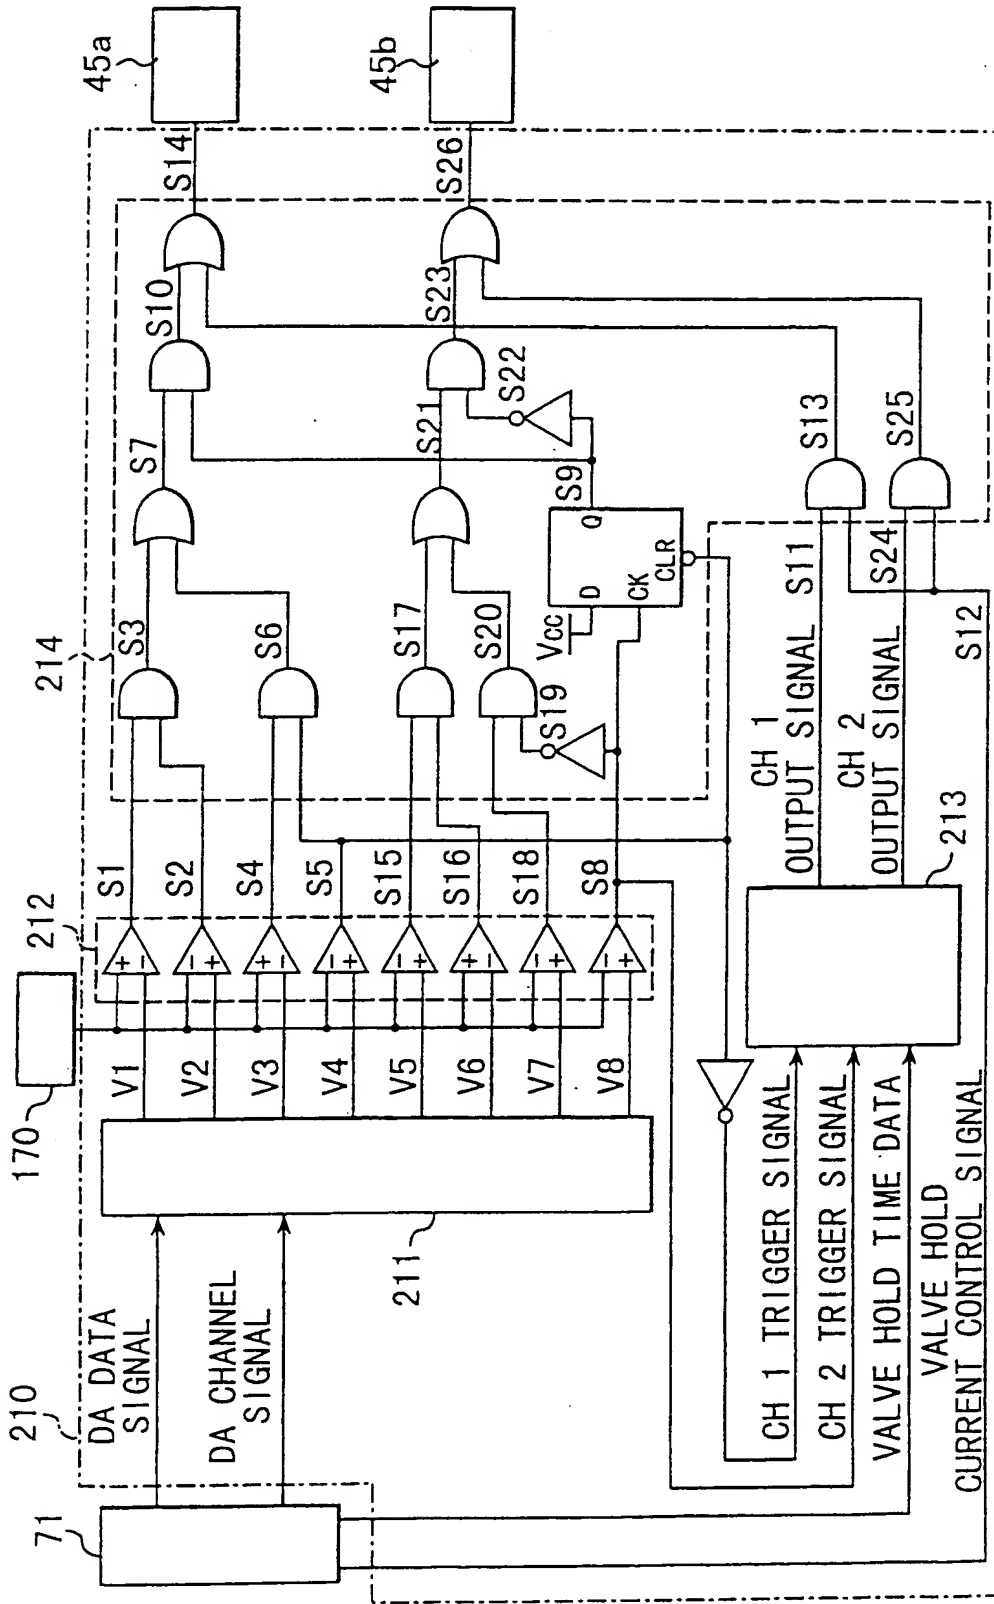 71
210
DA DATA
SIGNAL
DA CHANNEL
SIGNAL
211
170
V1
V2
V3
V4
V5
V6
V7
V8
212
+
-
-
+
+
-
-
+
-
+
+
-
-
+
-
+
S1
S2
S4
S5
S15
S16
S18
S8
214
S3
S6
S17
S20
S19
Vcc
D
Q
CK
CLR
S9
S7
S21
S22
S10
S23
S14
S26
45a
45b
CH 1 TRIGGER SIGNAL
CH 2 TRIGGER SIGNAL
VALVE HOLD TIME DATA
VALVE HOLD
CURRENT CONTROL SIGNAL
213
CH 1
OUTPUT SIGNAL S11
CH 2
OUTPUT SIGNAL S24
S12
S13
S25